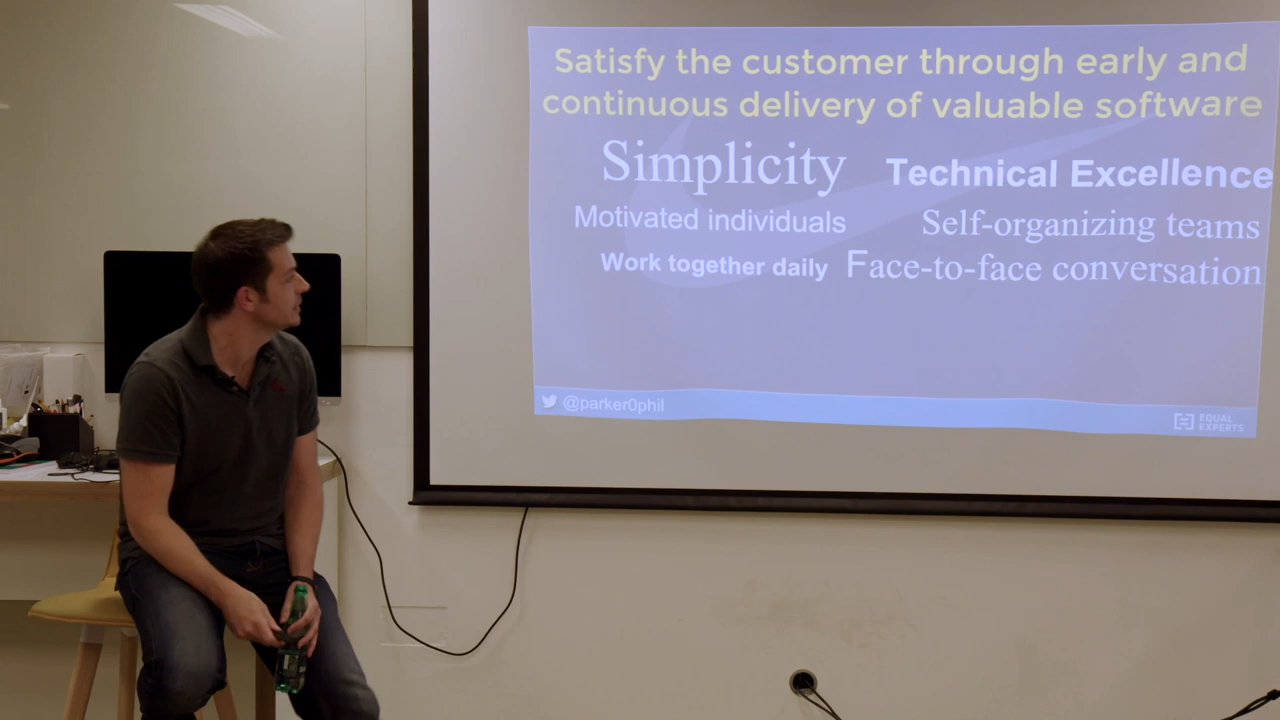 Satisfy the customer through early and
continuous delivery of valuable software
Simplicity Technical Excellence
Motivated individuals Self-organizing teams
Work together daily Face-to-face conversation
@parker0phil
EQUAL
EXPERTS